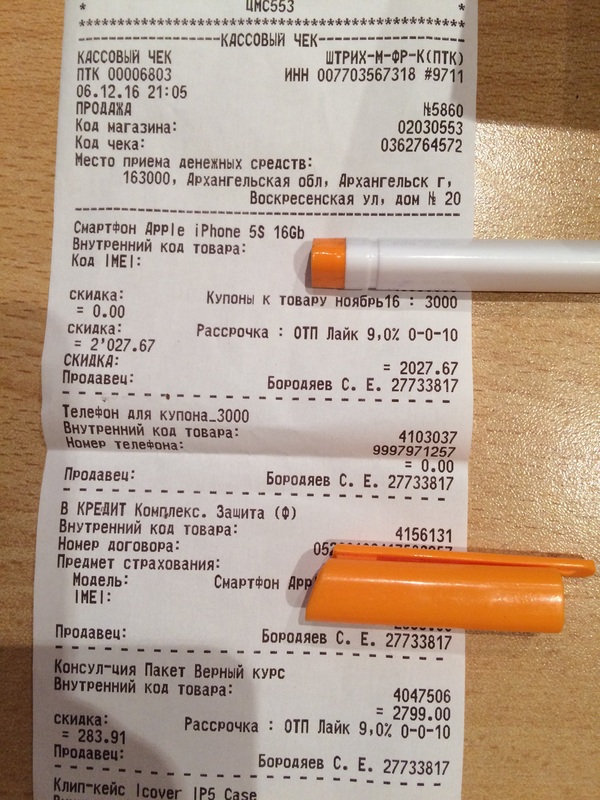 * ЦМС553 *
****************************************
КАССОВЫЙ ЧЕК
КАССОВЫЙ ЧЕК ШТРИХ-М-ФР-К(ПТК)
ПТК 00006803 ИНН 007703567318 #9711
06.12.16 21:05
ПРОДАЖА №5860
Код магазина: 02030553
Код чека: 0362764572
Место приема денежных средств:
163000, Архангельская обл, Архангельск г,
Воскресенская ул, дом № 20
Смартфон Apple iPhone 5S 16Gb
Внутренний код товара:
Код IMEI:
скидка: Купоны к товару ноябрь16 : 3000
= 0.00
скидка: Рассрочка : ОТП Лайк 9,0% 0-0-10
= 2'027.67
СКИДКА: = 2027.67
Продавец: Бородяев С. Е. 27733817
Телефон для купона_3000
Внутренний код товара: 4103037
Номер телефона: 9997971257
= 0.00
Продавец: Бородяев С. Е. 27733817
В КРЕДИТ Комплекс. Защита (Ф)
Внутренний код товара: 4156131
Номер договора:
Предмет страхования:
Модель: Смартфон App
IMEI:
Продавец: Бородяев С. Е. 27733817
Консул-ция Пакет Верный курс
Внутренний код товара: 4047506
= 2799.00
скидка: Рассрочка : ОТП Лайк 9,0% 0-0-10
= 283.91
Продавец: Бородяев С. Е. 27733817
Клип-кейс Icover IP5 Case